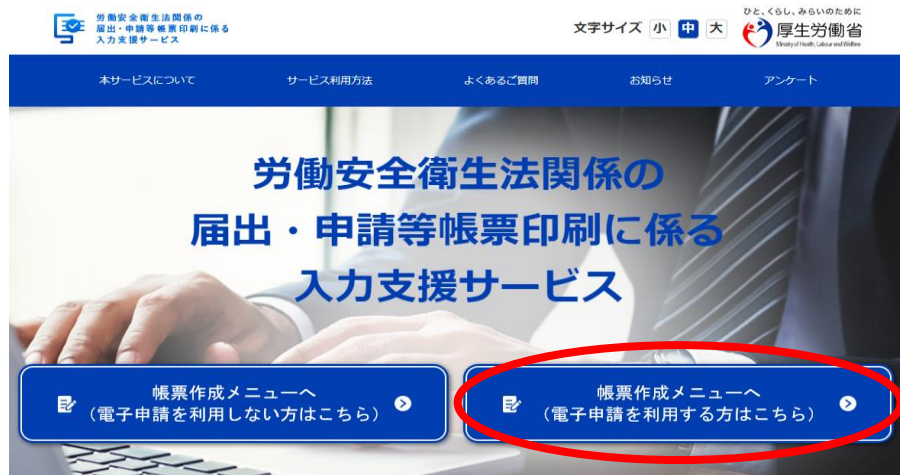 労働安全衛生法関係の
届出・申請等帳票印刷に係る
入力支援サービス
文字サイズ 小 中 大
ひと、くらし、みらいのために
厚生労働省
Ministry of Health, Labour and Welfare
本サービスについて サービス利用方法 よくあるご質問 お知らせ アンケート
労働安全衛生法関係の
届出・申請等帳票印刷に係る
入力支援サービス
帳票作成メニューへ
（電子申請を利用しない方はこちら）
帳票作成メニューへ
（電子申請を利用する方はこちら）